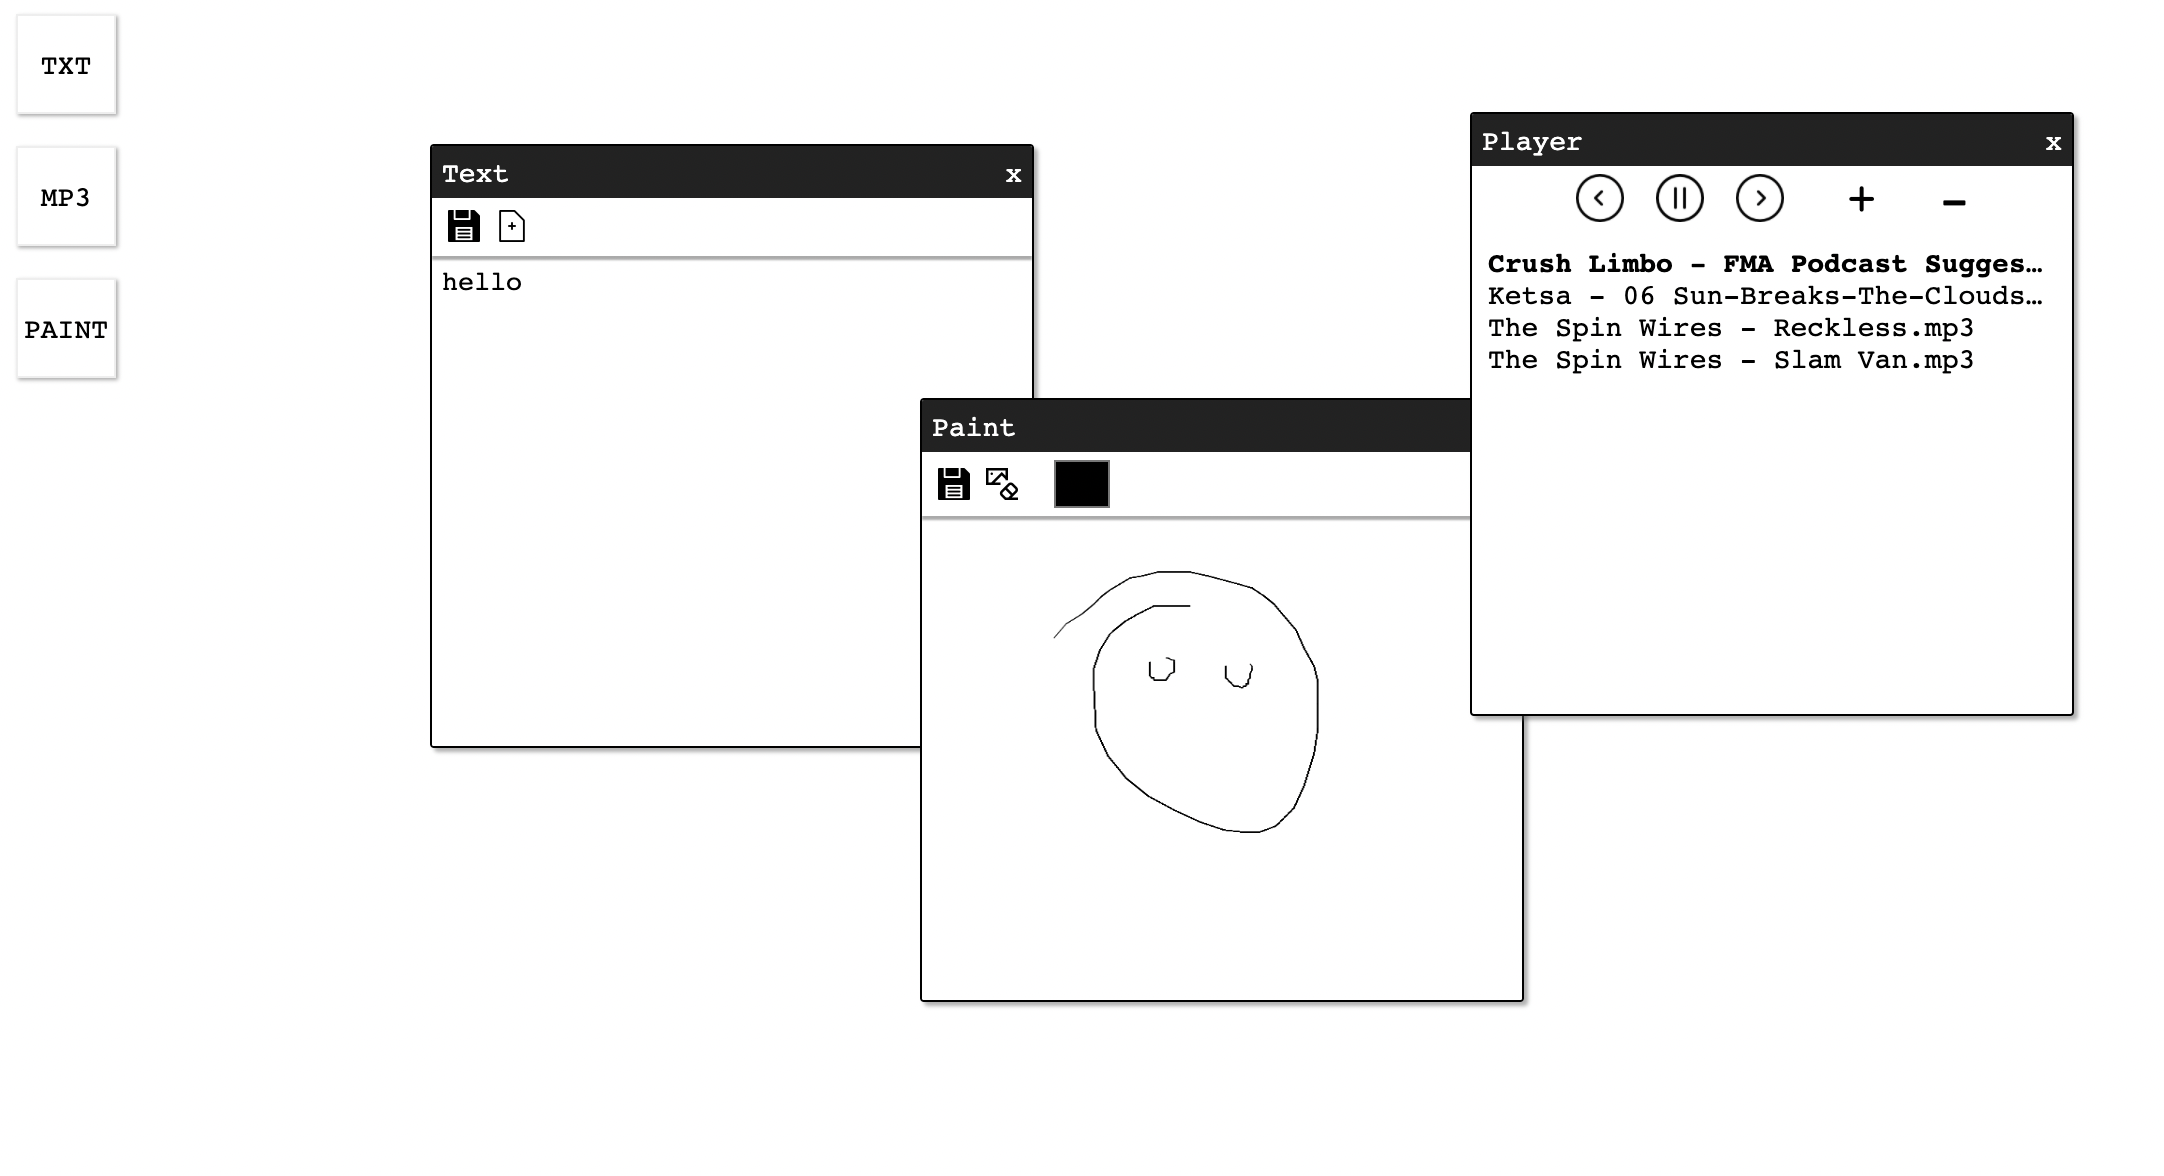 TXT
MP3
PAINT
Text x
hello
Paint
Player x
Crush Limbo - FMA Podcast Sugges…
Ketsa - 06 Sun-Breaks-The-Clouds…
The Spin Wires - Reckless.mp3
The Spin Wires - Slam Van.mp3